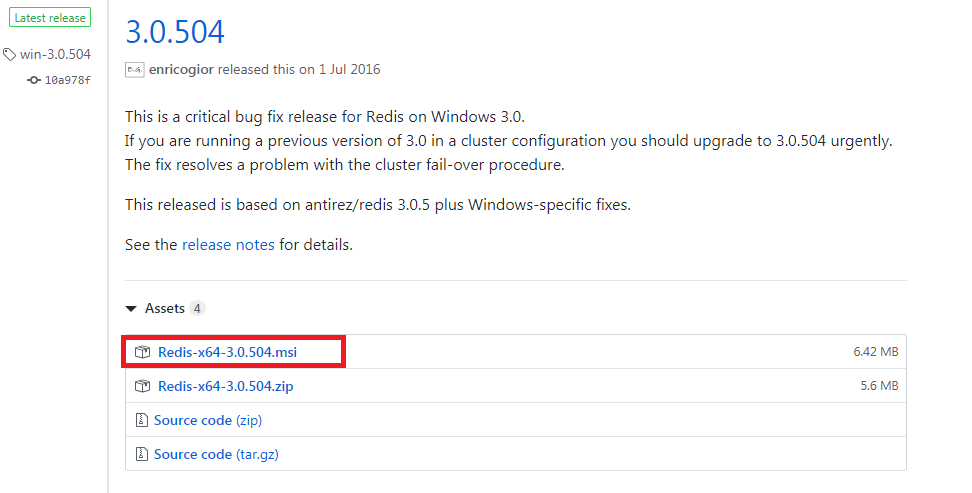 Latest release
win-3.0.504
10a978f
3.0.504
E.G. enricogior released this on 1 Jul 2016
This is a critical bug fix release for Redis on Windows 3.0.
If you are running a previous version of 3.0 in a cluster configuration you should upgrade to 3.0.504 urgently.
The fix resolves a problem with the cluster fail-over procedure.
This released is based on antirez/redis 3.0.5 plus Windows-specific fixes.
See the release notes for details.
Assets 4
Redis-x64-3.0.504.msi 6.42 MB
Redis-x64-3.0.504.zip 5.6 MB
Source code (zip)
Source code (tar.gz)